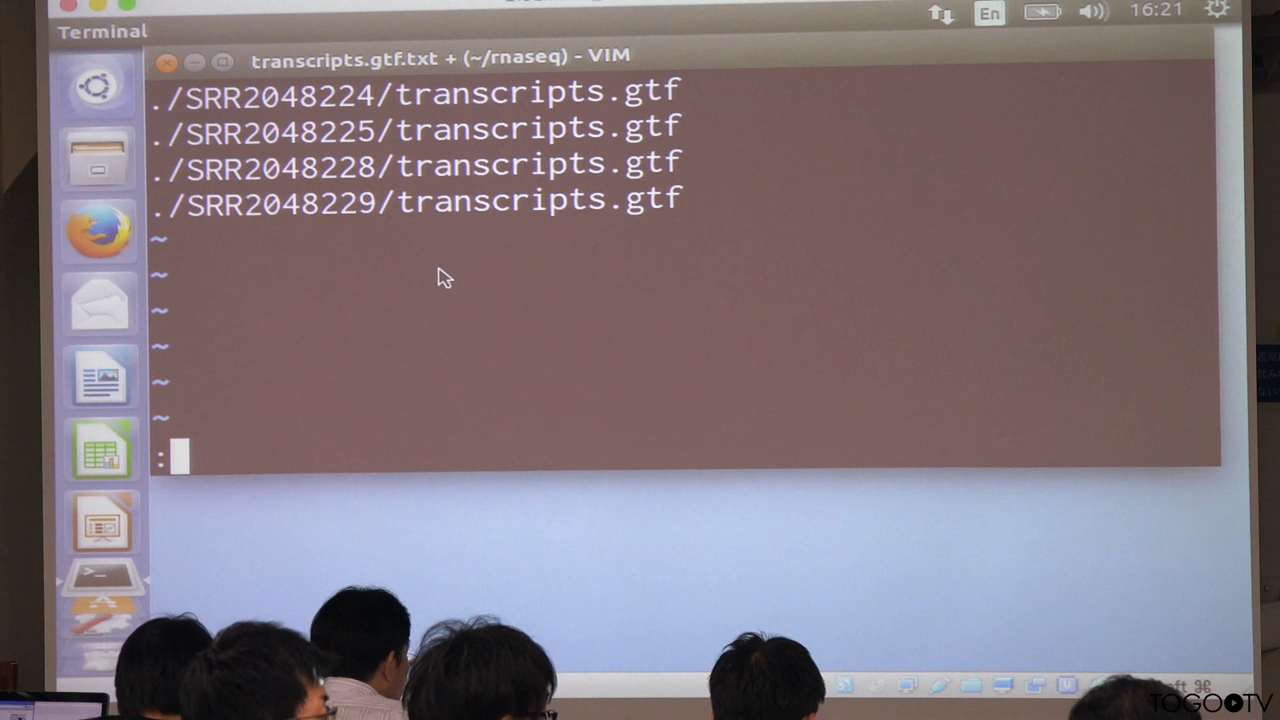 Terminal
En
16:21
transcripts.gtf.txt + (~/rnaseq) - VIM
./SRR2048224/transcripts.gtf
./SRR2048225/transcripts.gtf
./SRR2048228/transcripts.gtf
./SRR2048229/transcripts.gtf
~
~
~
~
~
~
:
TOGOTV